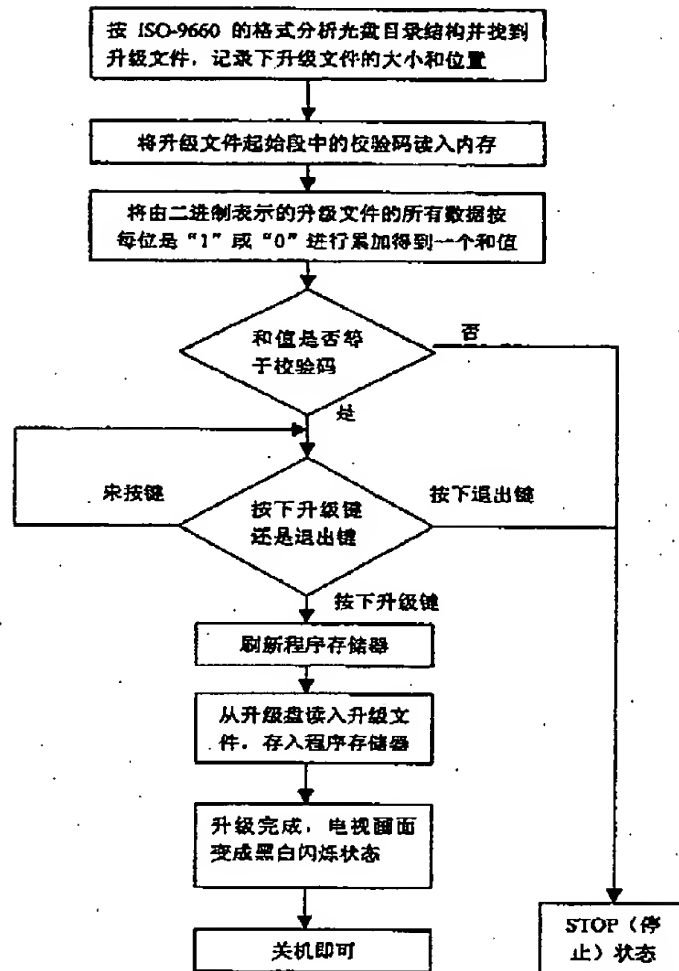 按 ISO-9660 的格式分析光盘目录结构并找到
升级文件，记录下升级文件的大小和位置
将升级文件起始段中的校验码读入内存
将由二进制表示的升级文件的所有数据按
每位是“1”或“0”进行累加得到一个和值
和值是否等
于校验码
否
是
未按键
按下升级键
还是退出键
按下退出键
按下升级键
刷新程序存储器
从升级盘读入升级文
件，存入程序存储器
升级完成，电视画面
变成黑白闪烁状态
关机即可
STOP（停
止）状态